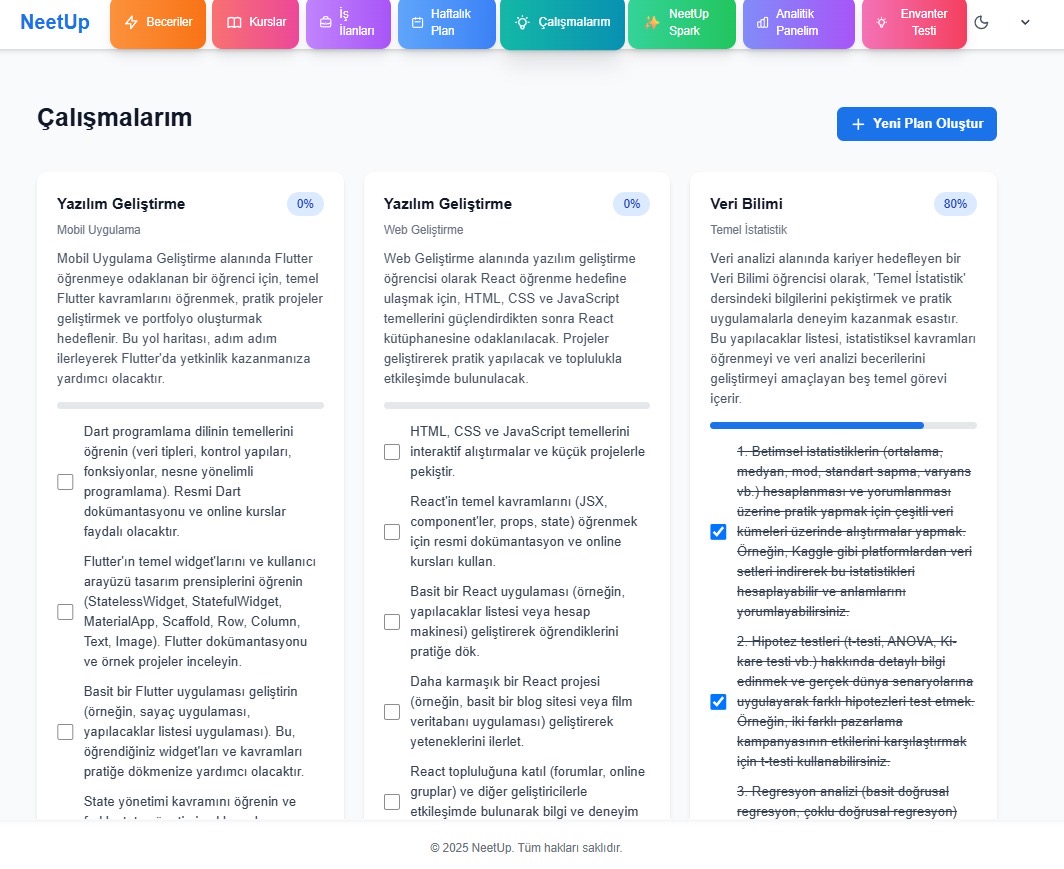 NeetUp
Beceriler
Kurslar
İş
İlanları
Haftalık
Plan
Çalışmalarım
NeetUp
Spark
Analitik
Panelim
Envanter
Testi
Çalışmalarım
Yeni Plan Oluştur
Yazılım Geliştirme
0%
Mobil Uygulama
Mobil Uygulama Geliştirme alanında Flutter
öğrenmeye odaklanan bir öğrenci için, temel
Flutter kavramlarını öğrenmek, pratik projeler
geliştirmek ve portfolyo oluşturmak
hedeflenir. Bu yol haritası, adım adım
ilerleyerek Flutter'da yetkinlik kazanmanıza
yardımcı olacaktır.
Dart programlama dilinin temellerini
öğrenin (veri tipleri, kontrol yapıları,
fonksiyonlar, nesne yönelimli
programlama). Resmi Dart
dokümantasyonu ve online kurslar
faydalı olacaktır.
Flutter'ın temel widget'larını ve kullanıcı
arayüzü tasarım prensiplerini öğrenin
(StatelessWidget, StatefulWidget,
MaterialApp, Scaffold, Row, Column,
Text, Image). Flutter dokümantasyonu
ve örnek projeler inceleyin.
Basit bir Flutter uygulaması geliştirin
(örneğin, sayaç uygulaması,
yapılacaklar listesi uygulaması). Bu,
öğrendiğiniz widget'ları ve kavramları
pratiğe dökmenize yardımcı olacaktır.
State yönetimi kavramını öğrenin ve
Yazılım Geliştirme
0%
Web Geliştirme
Web Geliştirme alanında yazılım geliştirme
öğrencisi olarak React öğrenme hedefine
ulaşmak için, HTML, CSS ve JavaScript
temellerini güçlendirdikten sonra React
kütüphanesine odaklanılacak. Projeler
geliştirerek pratik yapılacak ve toplulukla
etkileşimde bulunulacak.
HTML, CSS ve JavaScript temellerini
interaktif alıştırmalar ve küçük projelerle
pekiştir.
React'in temel kavramlarını (JSX,
component'ler, props, state) öğrenmek
için resmi dokümantasyon ve online
kursları kullan.
Basit bir React uygulaması (örneğin,
yapılacaklar listesi veya hesap
makinesi) geliştirerek öğrendiklerini
pratiğe dök.
Daha karmaşık bir React projesi
(örneğin, basit bir blog sitesi veya film
veritabanı uygulaması) geliştirerek
yeteneklerini ilerlet.
React topluluğuna katıl (forumlar, online
gruplar) ve diğer geliştiricilerle
etkileşimde bulunarak bilgi ve deneyim
Veri Bilimi
80%
Temel İstatistik
Veri analizi alanında kariyer hedefleyen bir
Veri Bilimi öğrencisi olarak, 'Temel İstatistik'
dersindeki bilgilerini pekiştirmek ve pratik
uygulamalarla deneyim kazanmak esastır.
Bu yapılacaklar listesi, istatistiksel kavramları
öğrenmeyi ve veri analizi becerilerini
geliştirmeyi amaçlayan beş temel görevi
içerir.
1. Betimsel istatistiklerin (ortalama,
medyan, mod, standart sapma, varyans
vb.) hesaplanması ve yorumlanması
üzerine pratik yapmak için çeşitli veri
kümeleri üzerinde alıştırmalar yapmak.
Örneğin, Kaggle gibi platformlardan veri
setleri indirerek bu istatistikleri
hesaplayabilir ve anlamlarını
yorumlayabilirsiniz.
2. Hipotez testleri (t-testi, ANOVA, Ki-
kare testi vb.) hakkında detaylı bilgi
edinmek ve gerçek dünya senaryolarına
uygulayarak farklı hipotezleri test etmek.
Örneğin, iki farklı pazarlama
kampanyasının etkilerini karşılaştırmak
için t-testi kullanabilirsiniz.
3. Regresyon analizi (basit doğrusal
regresyon, çoklu doğrusal regresyon)
© 2025 NeetUp. Tüm hakları saklıdır.